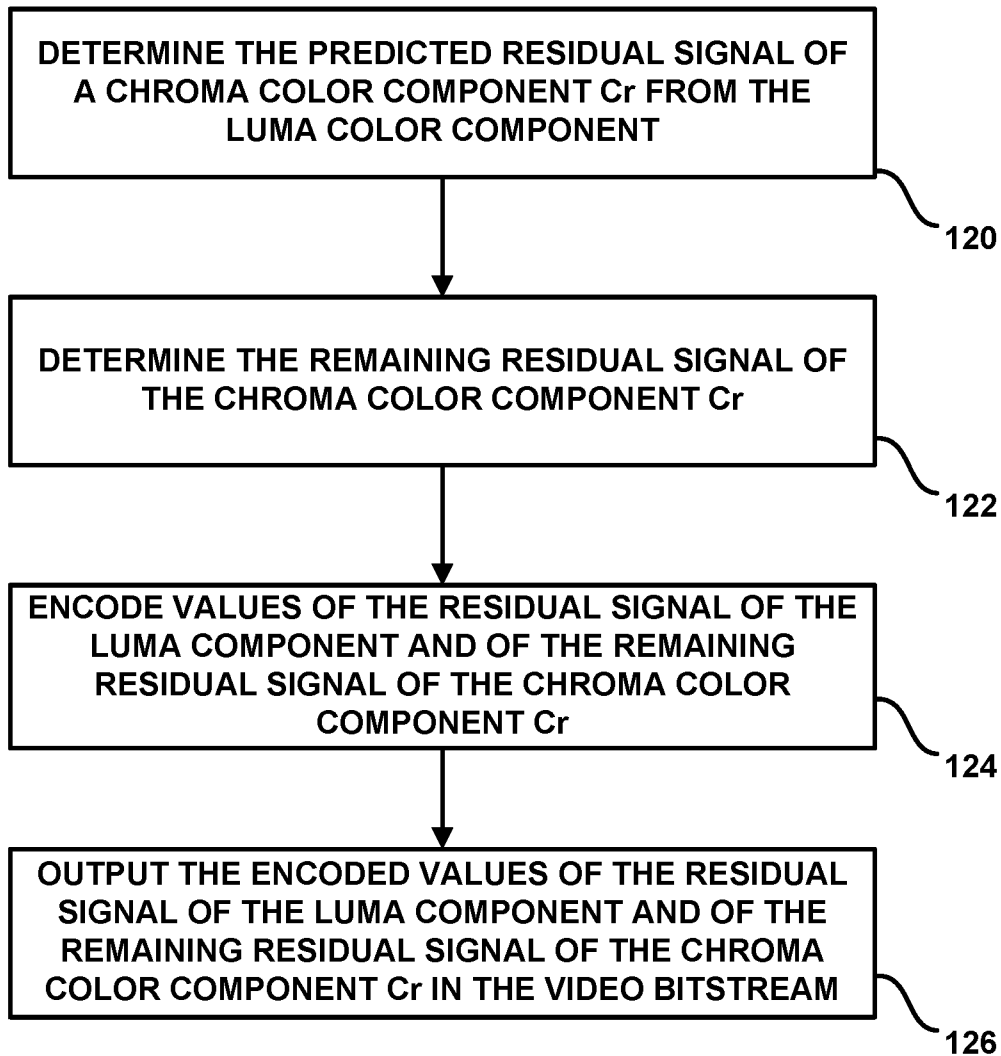 DETERMINE THE PREDICTED RESIDUAL SIGNAL OF
A CHROMA COLOR COMPONENT Cr FROM THE
LUMA COLOR COMPONENT
120
DETERMINE THE REMAINING RESIDUAL SIGNAL OF
THE CHROMA COLOR COMPONENT Cr
122
ENCODE VALUES OF THE RESIDUAL SIGNAL OF THE
LUMA COMPONENT AND OF THE REMAINING
RESIDUAL SIGNAL OF THE CHROMA COLOR
COMPONENT Cr
124
OUTPUT THE ENCODED VALUES OF THE RESIDUAL
SIGNAL OF THE LUMA COMPONENT AND OF THE
REMAINING RESIDUAL SIGNAL OF THE CHROMA
COLOR COMPONENT Cr IN THE VIDEO BITSTREAM
126